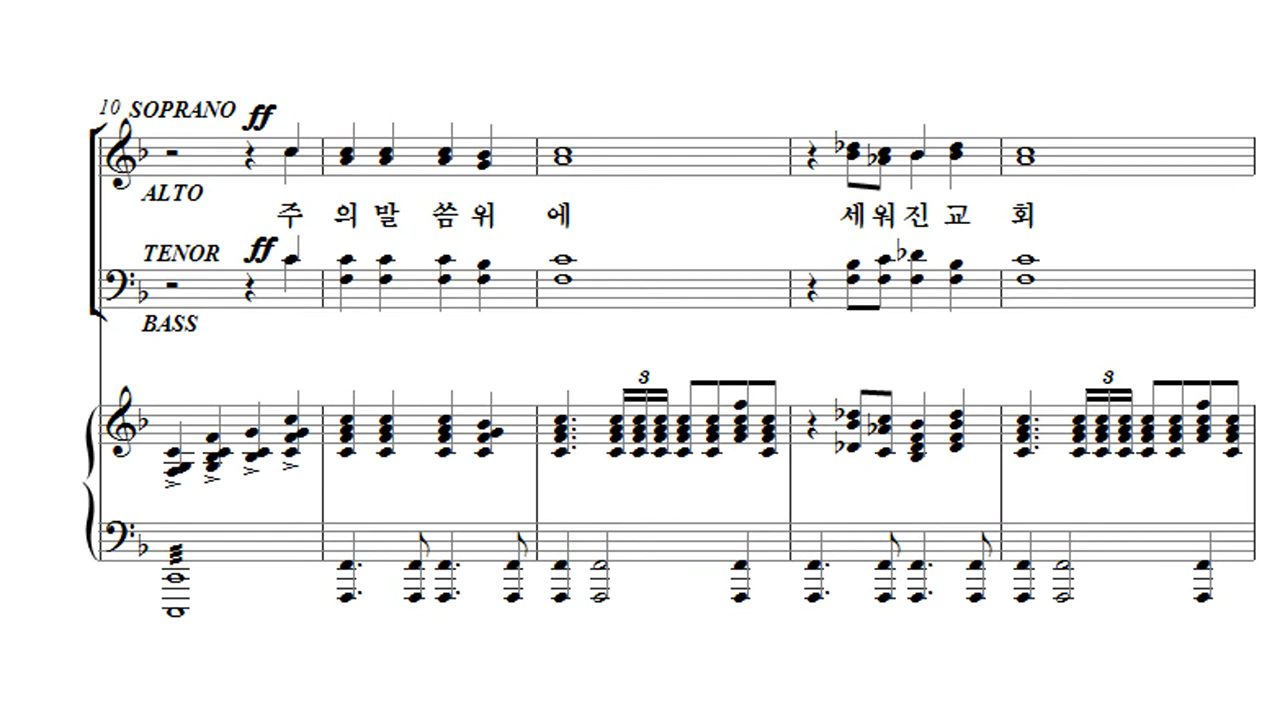 10 SOPRANO ff
ALTO
주 의 말 씀 위 에 세 워 진 교 회
TENOR ff
BASS
3 3